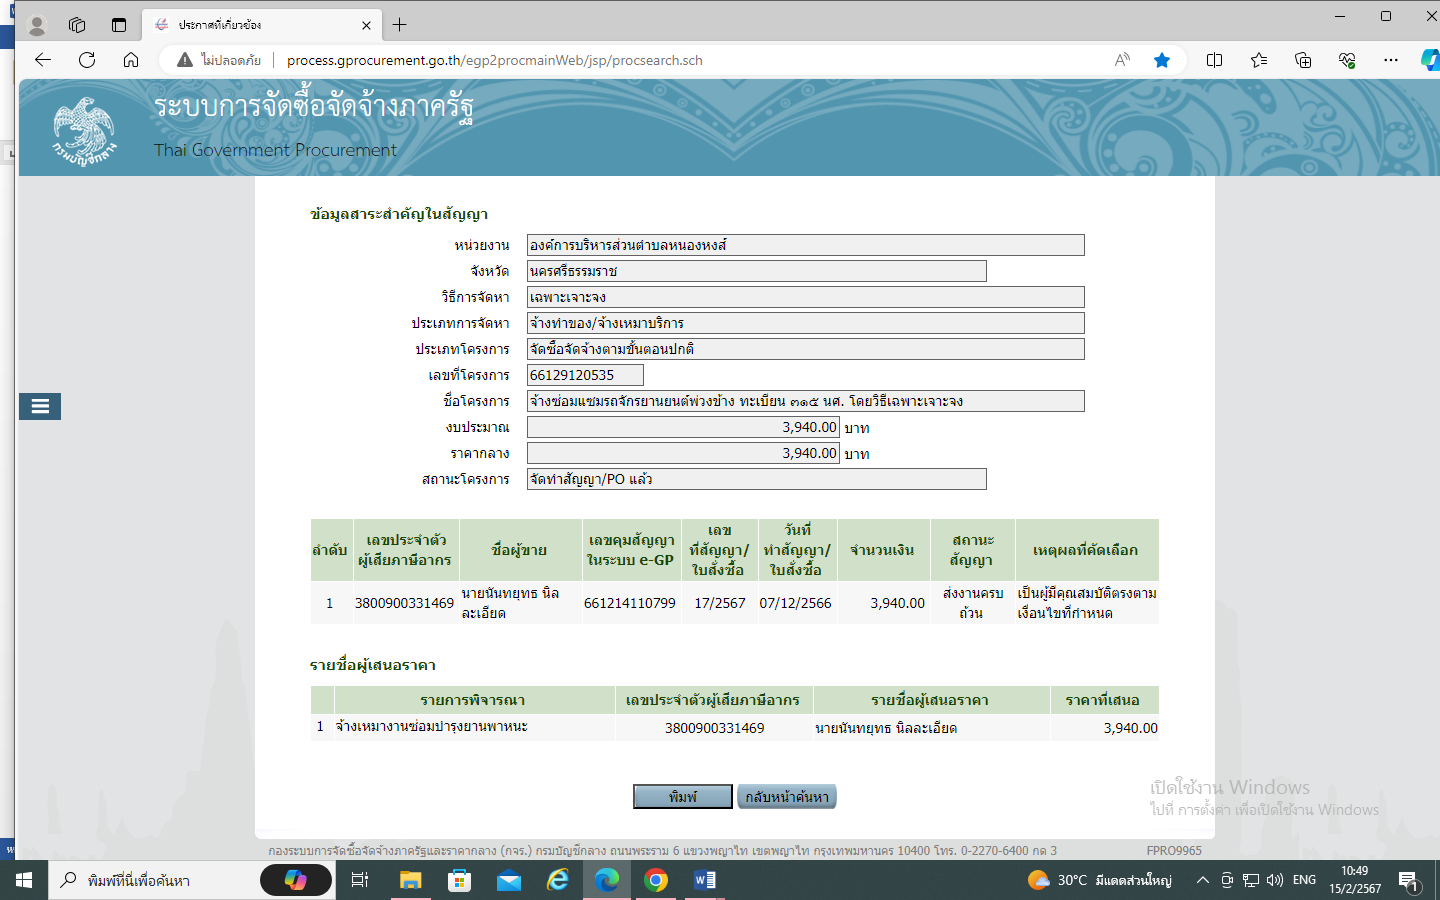 ประกาศที่เกี่ยวข้อง
ไม่ปลอดภัย process.gprocurement.go.th/egp2procmainWeb/jsp/procsearch.sch
ระบบการจัดซื้อจัดจ้างภาครัฐ
Thai Government Procurement
กรมบัญชีกลาง
ข้อมูลสาระสำคัญในสัญญา
หน่วยงาน องค์การบริหารส่วนตำบลหนองหงส์
จังหวัด นครศรีธรรมราช
วิธีการจัดหา เฉพาะเจาะจง
ประเภทการจัดหา จ้างทำของ/จ้างเหมาบริการ
ประเภทโครงการ จัดซื้อจัดจ้างตามขั้นตอนปกติ
เลขที่โครงการ 66129120535
ชื่อโครงการ จ้างซ่อมแซมรถจักรยานยนต์พ่วงข้าง ทะเบียน ๓๑๕ นศ. โดยวิธีเฉพาะเจาะจง
งบประมาณ 3,940.00 บาท
ราคากลาง 3,940.00 บาท
สถานะโครงการ จัดทำสัญญา/PO แล้ว
ลำดับ เลขประจำตัวผู้เสียภาษีอากร ชื่อผู้ขาย เลขคุมสัญญาในระบบ e-GP เลขที่สัญญา/ใบสั่งซื้อ วันที่ทำสัญญา/ใบสั่งซื้อ จำนวนเงิน สถานะสัญญา เหตุผลที่คัดเลือก
1 3800900331469 นายนันทยุทธ นิลละเอียด 661214110799 17/2567 07/12/2566 3,940.00 ส่งงานครบถ้วน เป็นผู้มีคุณสมบัติตรงตามเงื่อนไขที่กำหนด
รายชื่อผู้เสนอราคา
รายการพิจารณา เลขประจำตัวผู้เสียภาษีอากร รายชื่อผู้เสนอราคา ราคาที่เสนอ
1 จ้างเหมางานซ่อมบำรุงยานพาหนะ 3800900331469 นายนันทยุทธ นิลละเอียด 3,940.00
พิมพ์ กลับหน้าค้นหา
เปิดใช้งาน Windows
ไปที่ การตั้งค่า เพื่อเปิดใช้งาน Windows
กองระบบการจัดซื้อจัดจ้างภาครัฐและราคากลาง (กจร.) กรมบัญชีกลาง ถนนพระราม 6 แขวงพญาไท เขตพญาไท กรุงเทพมหานคร 10400 โทร. 0-2270-6400 กด 3 FPRO9965
พิมพ์ที่นี่เพื่อค้นหา 30°C มีแดดส่วนใหญ่ ENG 10:49
15/2/2567 1